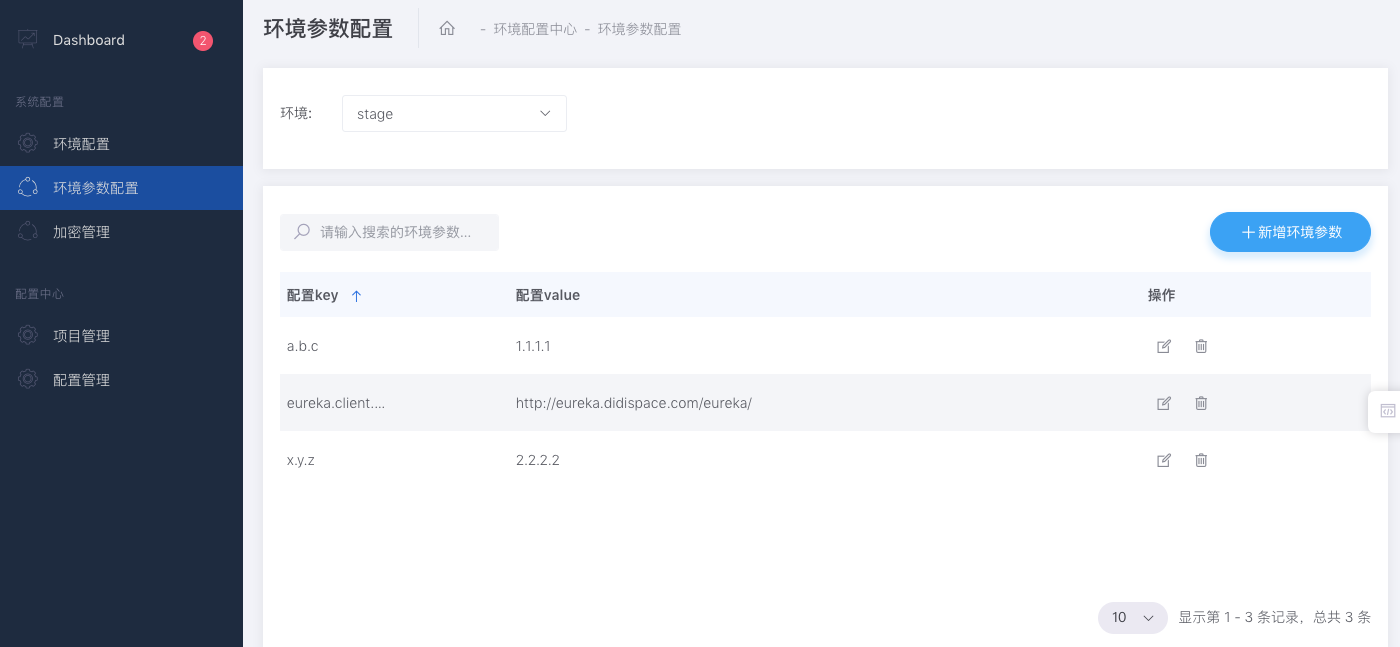 Dashboard
2
系统配置
环境配置
环境参数配置
加密管理
配置中心
项目管理
配置管理
环境参数配置
- 环境配置中心 - 环境参数配置
环境:
stage
请输入搜索的环境参数...
新增环境参数
配置key 配置value 操作
a.b.c 1.1.1.1
eureka.client.... http://eureka.didispace.com/eureka/
x.y.z 2.2.2.2
10 显示第 1 - 3 条记录，总共 3 条